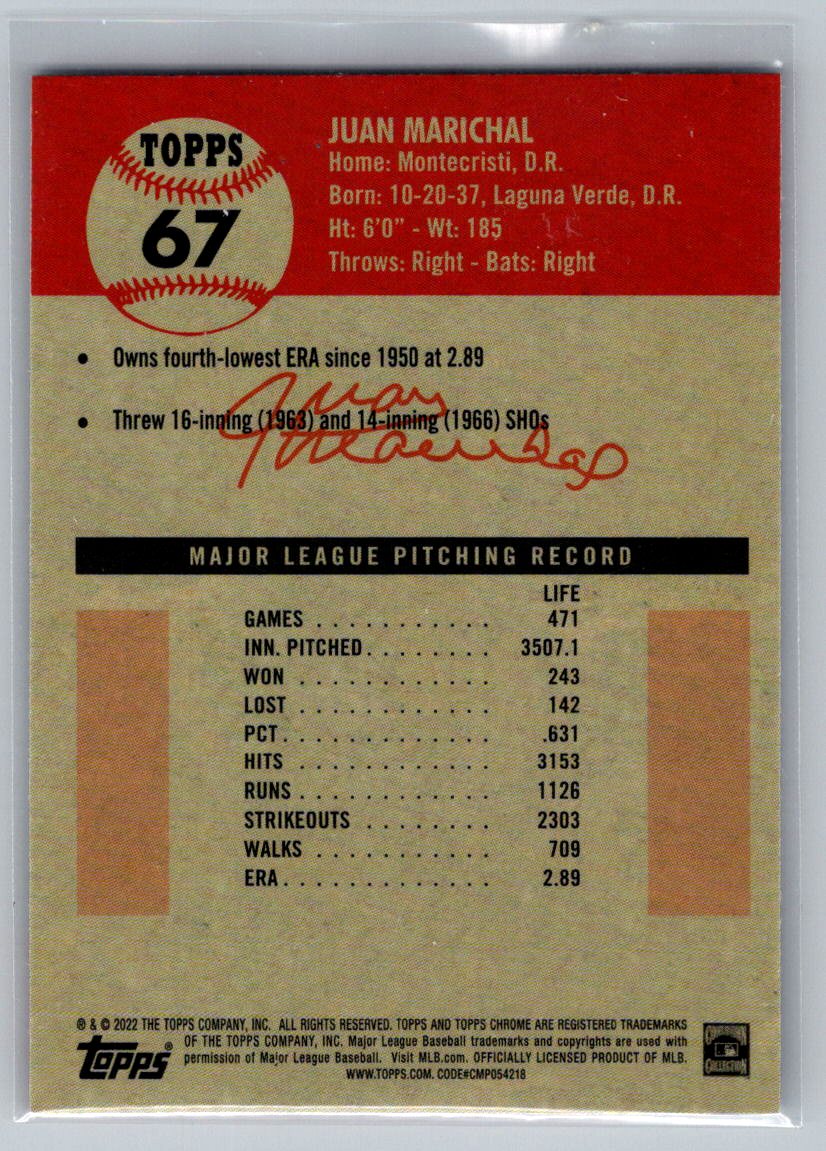 TOPPS
67
JUAN MARICHAL
Home: Montecristi, D.R.
Born: 10-20-37, Laguna Verde, D.R.
Ht: 6'0" - Wt: 185
Throws: Right - Bats: Right
• Owns fourth-lowest ERA since 1950 at 2.89
• Threw 16-inning (1963) and 14-inning (1966) SHOs
Juan
Marichal
MAJOR LEAGUE PITCHING RECORD
LIFE
GAMES . . . . . . . . . . . 471
INN. PITCHED. . . . . . . . 3507.1
WON . . . . . . . . . . . . 243
LOST . . . . . . . . . . . . 142
PCT. . . . . . . . . . . . . .631
HITS . . . . . . . . . . . . 3153
RUNS . . . . . . . . . . . . 1126
STRIKEOUTS . . . . . . . . 2303
WALKS . . . . . . . . . . . 709
ERA. . . . . . . . . . . . . 2.89
® & © 2022 THE TOPPS COMPANY, INC. ALL RIGHTS RESERVED. TOPPS AND TOPPS CHROME ARE REGISTERED TRADEMARKS
OF THE TOPPS COMPANY, INC. Major League Baseball trademarks and copyrights are used with
permission of Major League Baseball. Visit MLB.com. OFFICIALLY LICENSED PRODUCT OF MLB.
WWW.TOPPS.COM. CODE#CMP054218
Topps®
COOPERSTOWN
COLLECTION